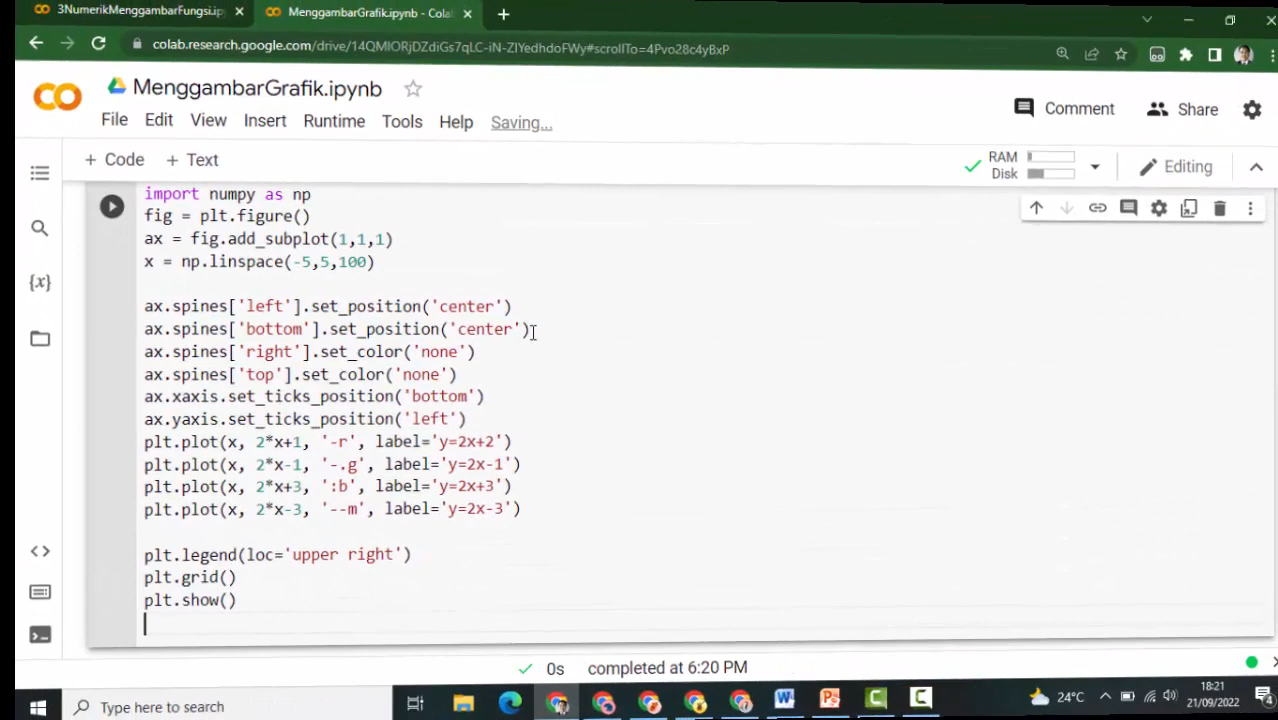 3NumerikMenggambarFungsi.ip
MenggambarGrafik.ipynb - Colab
colab.research.google.com/drive/14QMIORjDZdiGs7qLC-iN-ZlYedhdoFWy#scrollTo=4Pvo28c4yBxP
MenggambarGrafik.ipynb
File Edit View Insert Runtime Tools Help Saving...
Comment
Share
+ Code + Text
RAM
Disk
Editing
import numpy as np
fig = plt.figure()
ax = fig.add_subplot(1,1,1)
x = np.linspace(-5,5,100)
ax.spines['left'].set_position('center')
ax.spines['bottom'].set_position('center')
ax.spines['right'].set_color('none')
ax.spines['top'].set_color('none')
ax.xaxis.set_ticks_position('bottom')
ax.yaxis.set_ticks_position('left')
plt.plot(x, 2*x+1, '-r', label='y=2x+2')
plt.plot(x, 2*x-1, '-.g', label='y=2x-1')
plt.plot(x, 2*x+3, ':b', label='y=2x+3')
plt.plot(x, 2*x-3, '--m', label='y=2x-3')
plt.legend(loc='upper right')
plt.grid()
plt.show()
0s completed at 6:20 PM
Type here to search
24°C
18:21
21/09/2022
4